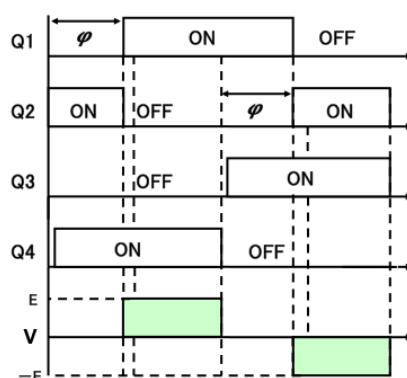 φ
Q1 ON OFF
Q2 ON OFF φ ON
Q3 OFF ON
Q4 ON OFF
E
V
−E